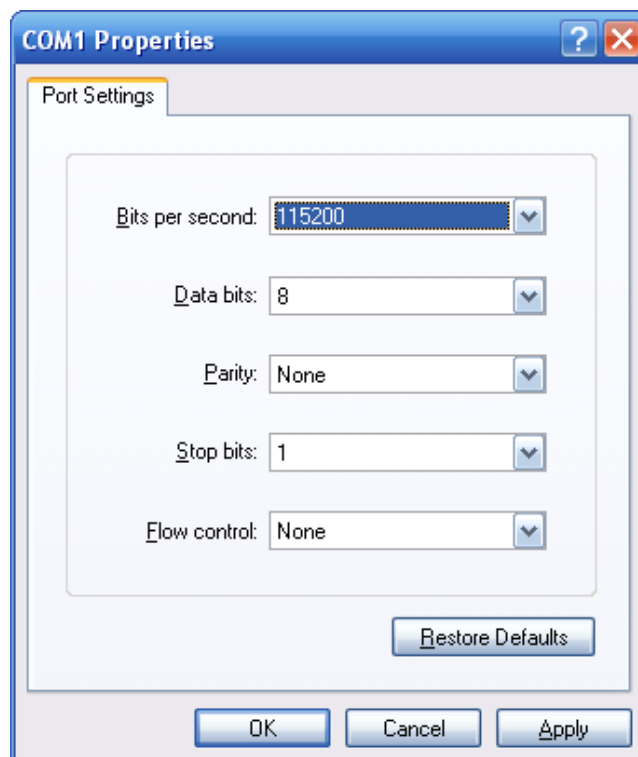 COM1 Properties
Port Settings
Bits per second: 115200
Data bits: 8
Parity: None
Stop bits: 1
Flow control: None
Restore Defaults
OK Cancel Apply